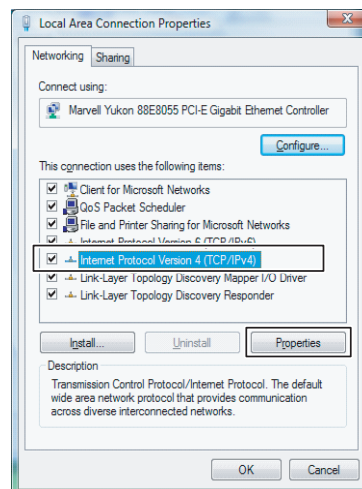 Local Area Connection Properties
Networking Sharing
Connect using:
Marvell Yukon 88E8055 PCI-E Gigabit Ethernet Controller
Configure...
This connection uses the following items:
Client for Microsoft Networks
QoS Packet Scheduler
File and Printer Sharing for Microsoft Networks
Internet Protocol Version 6 (TCP/IPv6)
Internet Protocol Version 4 (TCP/IPv4)
Link-Layer Topology Discovery Mapper I/O Driver
Link-Layer Topology Discovery Responder
Install... Uninstall Properties
Description
Transmission Control Protocol/Internet Protocol. The default
wide area network protocol that provides communication
across diverse interconnected networks.
OK Cancel